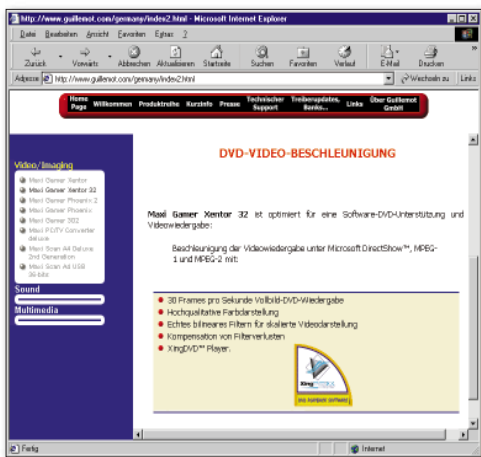 http://www.guillemot.com/germany/index2.html - Microsoft Internet Explorer
Datei Bearbeiten Ansicht Favoriten Extras ?
Zurück Vorwärts Abbrechen Aktualisieren Startseite Suchen Favoriten Verlauf E-Mail Drucken
Adresse http://www.guillemot.com/germany/index2.html Wechseln zu Links
Home Page Willkommen Produktreihe Kurzinfo Presse Technischer Support Treiberupdates, Banks... Links Über Guillemot GmbH
DVD-VIDEO-BESCHLEUNIGUNG
Video/Imaging
Maxi Gamer Xentor
Maxi Gamer Xentor 32
Maxi Gamer Phoenix 2
Maxi Gamer Phoenix
Maxi Gamer 3D2
Maxi PC/TV Converter
deluxe
Maxi Scan A4 Deluxe
2nd Generation
Maxi Scan A4 USB
36-bits
Sound
Multimedia
Maxi Gamer Xentor 32 ist optimiert für eine Software-DVD-Unterstützung und
Videowiedergabe:
Beschleunigung der Videowiedergabe unter Microsoft DirectShow™, MPEG-
1 und MPEG-2 mit:
30 Frames pro Sekunde Vollbild-DVD-Wiedergabe
Hochqualitative Farbdarstellung
Echtes bilineares Filtern für skalierte Videodarstellung
Kompensation von Filterverlusten
XingDVD™ Player.
Fertig Internet